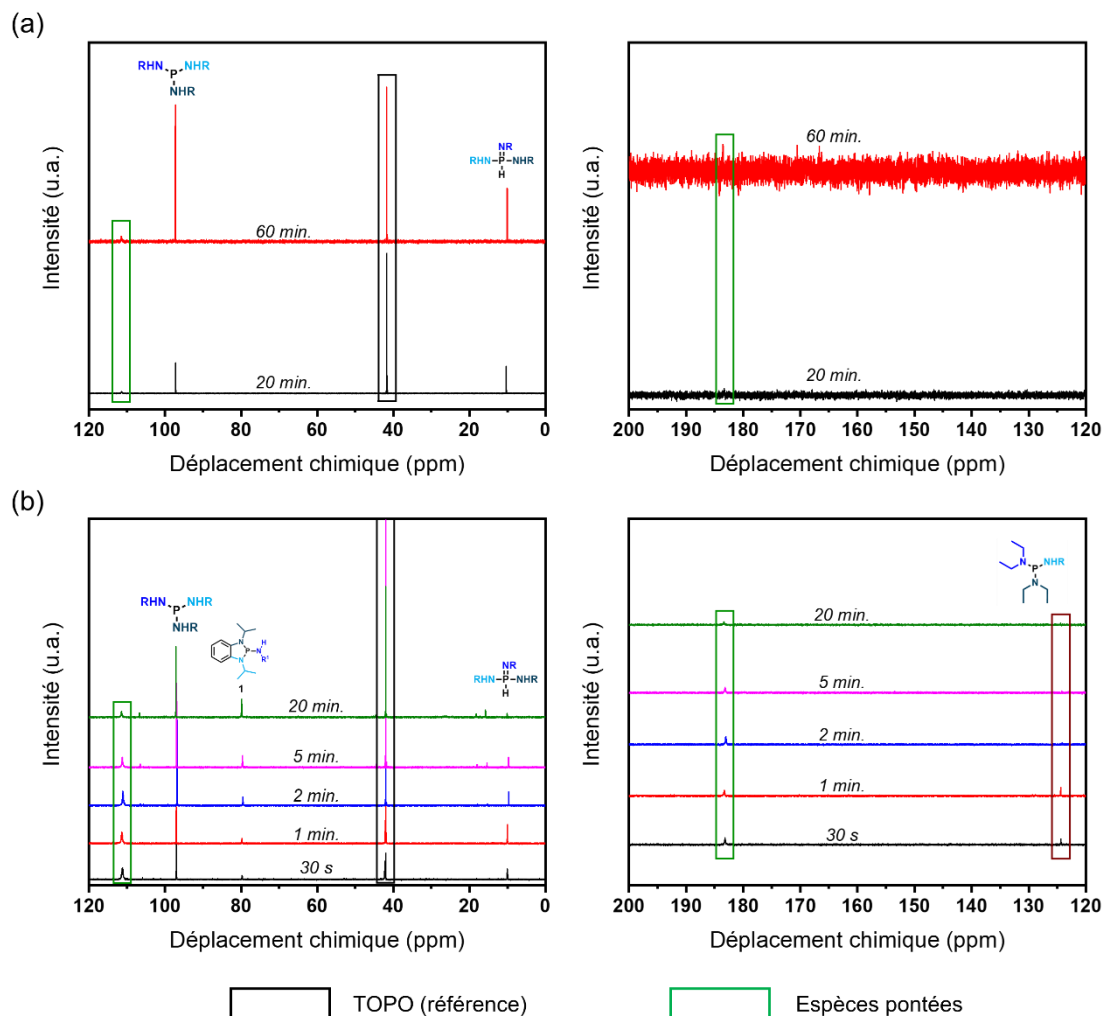 (a)
RHN NHR
P
NHR
NR
RHN P NHR
H
60 min.
20 min.
Intensité (u.a.)
120 100 80 60 40 20 0
Déplacement chimique (ppm)
60 min.
20 min.
Intensité (u.a.)
200 190 180 170 160 150 140 130 120
Déplacement chimique (ppm)
(b)
RHN NHR
P
NHR
N H
P N
N R¹
1
NR
RHN P NHR
H
20 min.
5 min.
2 min.
1 min.
30 s
Intensité (u.a.)
120 100 80 60 40 20 0
Déplacement chimique (ppm)
N NHR
P
N
20 min.
5 min.
2 min.
1 min.
30 s
Intensité (u.a.)
200 190 180 170 160 150 140 130 120
Déplacement chimique (ppm)
TOPO (référence)
Espèces pontées